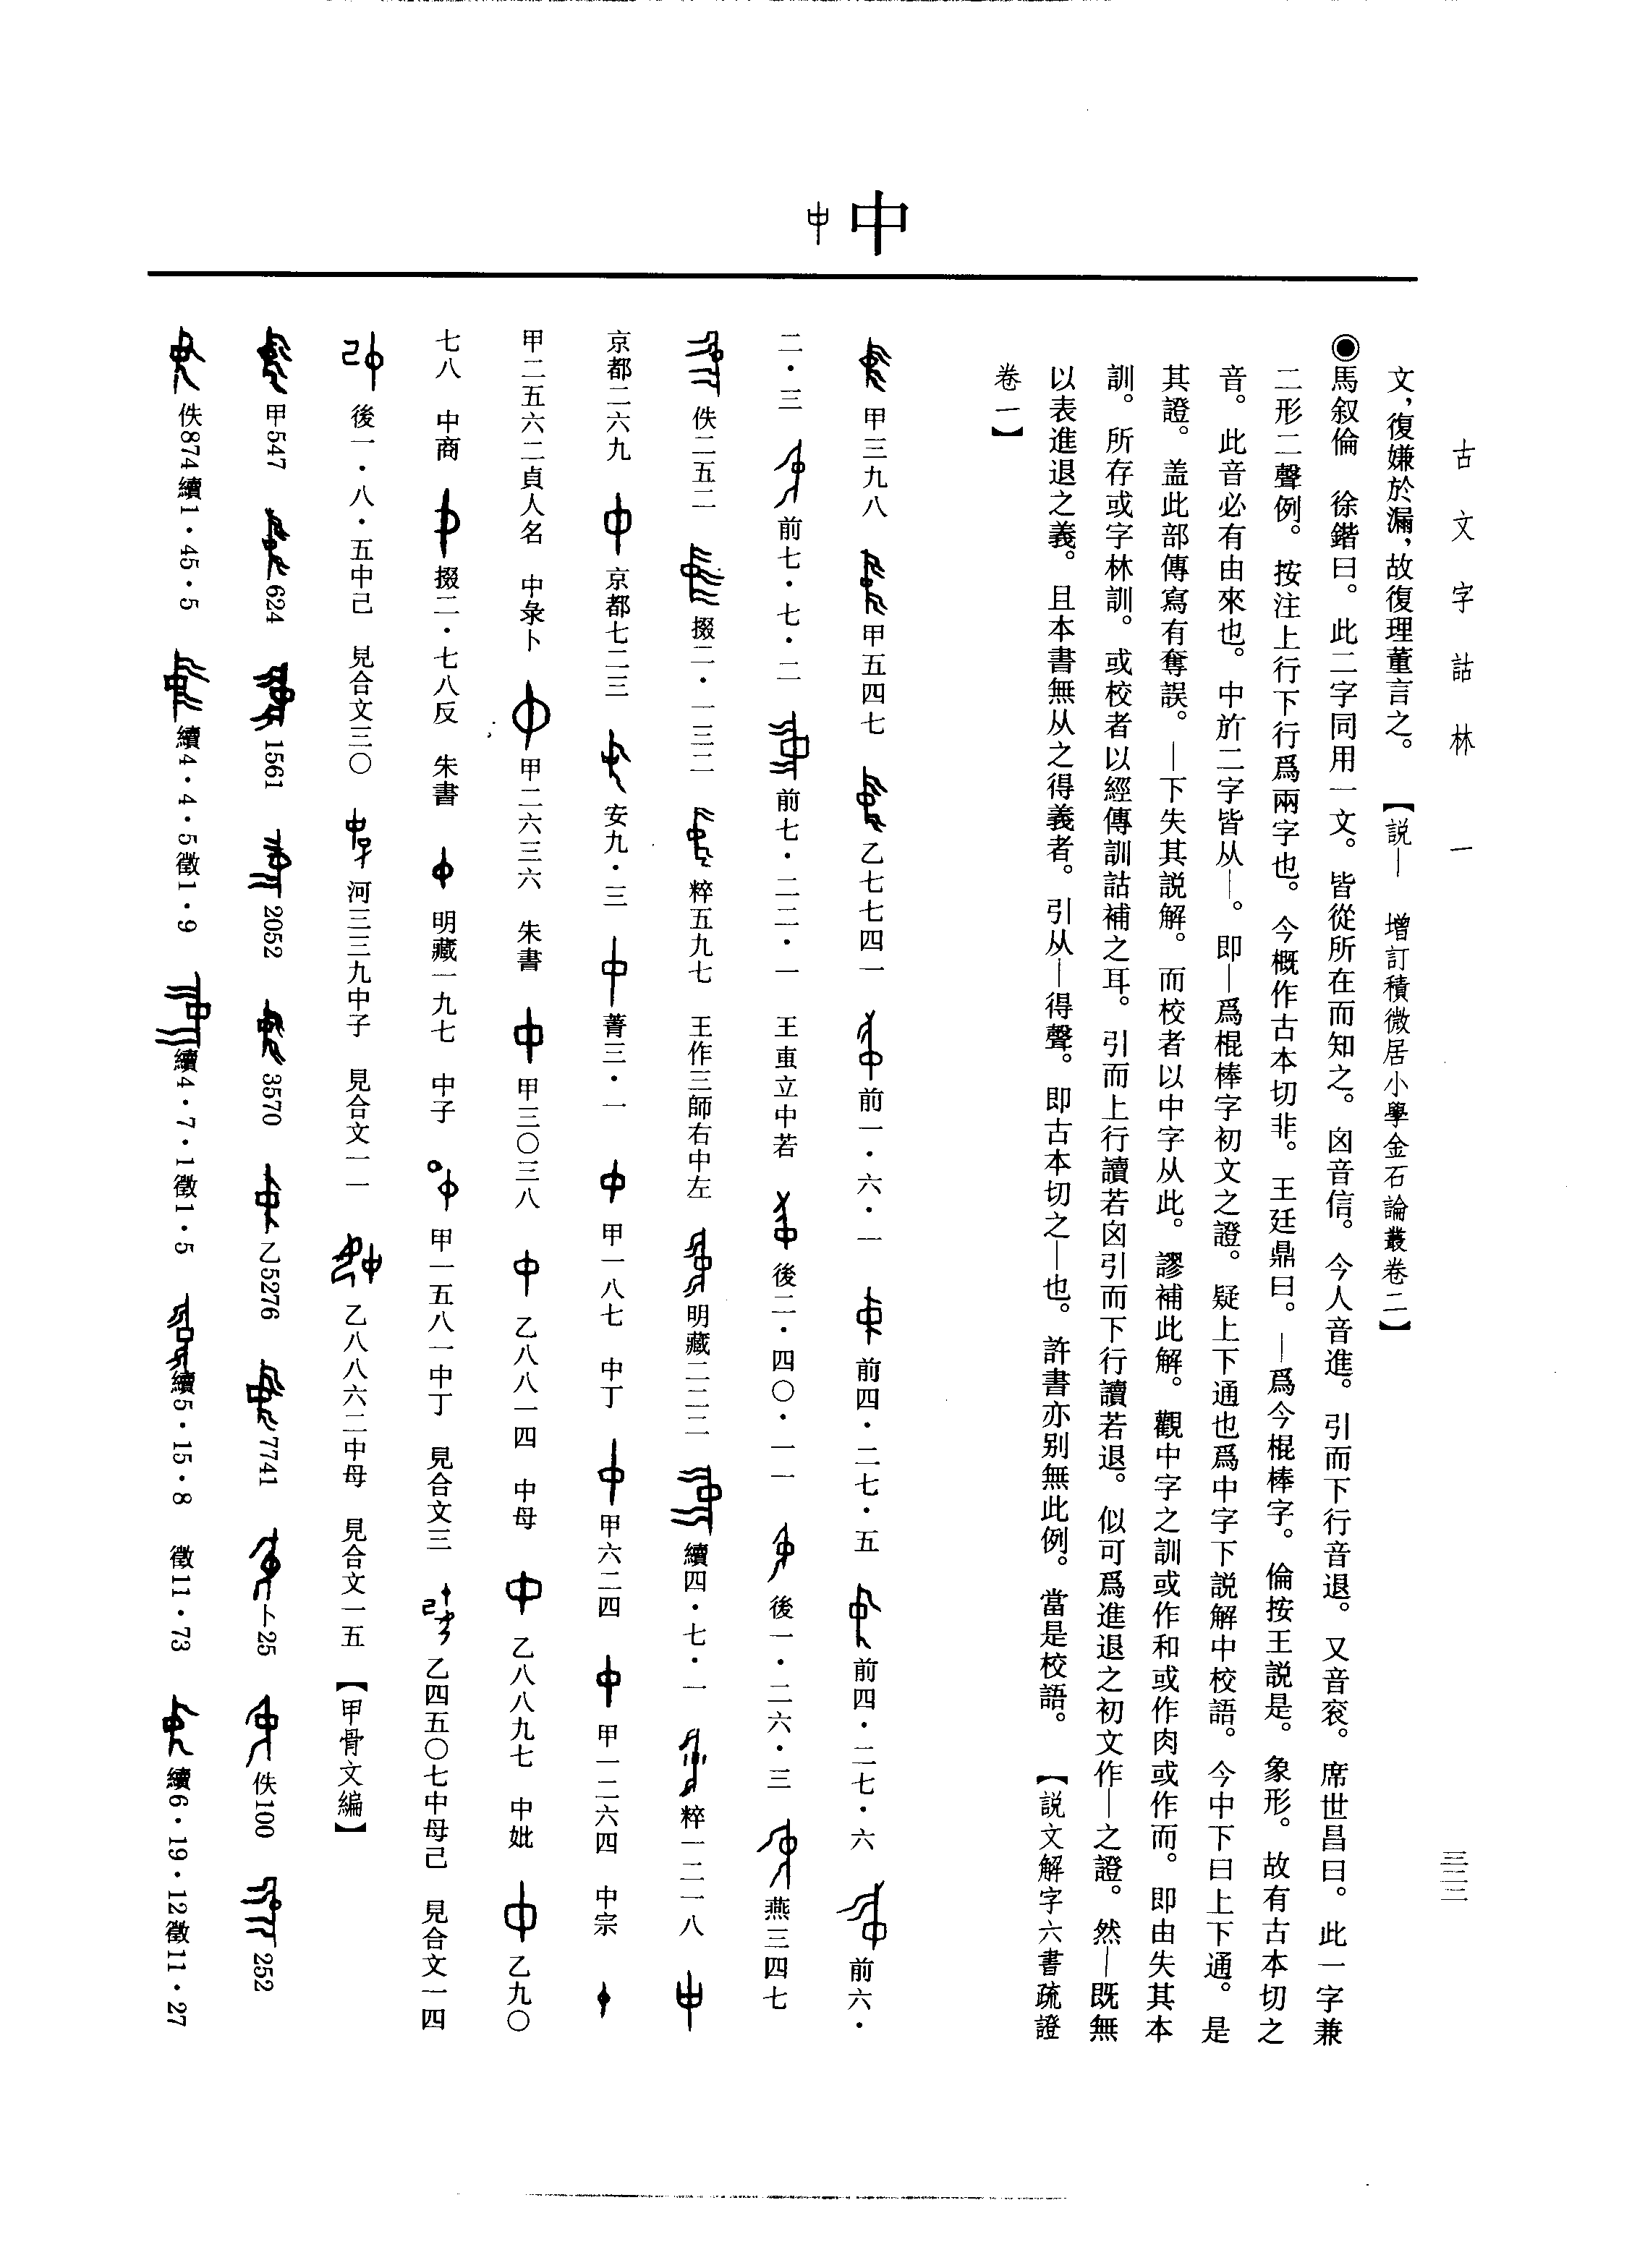 古文字詁林 一
三三二
中
文，復嫌於漏，故復理董言之。 【説丨 增訂積微居小學金石論叢卷二】
◉馬叙倫 徐鍇曰。此二字同用一文。皆從所在而知之。囟音信。今人音進。引而下行音退。又音衮。席世昌曰。此一字兼
二形二聲例。按注上行下行爲兩字也。今概作古本切非。王廷鼎曰。丨爲今棍棒字。倫按王説是。象形。故有古本切之
音。此音必有由來也。中㫃二字皆从丨。即丨爲棍棒字初文之證。疑上下通也爲中字下説解中校語。今中下曰上下通。是
其證。盖此部傳寫有奪誤。丨下失其説解。而校者以中字从此。謬補此解。觀中字之訓或作和或作肉或作而。即由失其本
訓。所存或字林訓。或校者以經傳訓詁補之耳。引而上行讀若囟引而下行讀若退。似可爲進退之初文作丨之證。然丨既無
以表進退之義。且本書無从之得義者。引从丨得聲。即古本切之丨也。許書亦别無此例。當是校語。 【説文解字六書疏證
卷一】
甲三九八 甲五四七 乙七七四一 前一・六・一 前四・二七・五 前四・二七・六 前六・
二・三 前七・七・二 前七・二二・一 王叀立中若 後二・四〇・一一 後一・二六・三 燕三四七
佚二五二 掇二・一三二 粹五九七 王作三師右中左 明藏二二二 續四・七・一 粹一二一八
京都二六九 京都七二三 安九・三 菁三・一 甲一八七 中丁 甲六二四 甲一二六四 中宗
甲二五六二貞人名 中彔卜 甲二六三六 朱書 甲三〇三八 乙八八一四 中母 乙八八九七 中妣 乙九〇
七八 中商 掇二・七八反 朱書 明藏一九七 中子 甲一五八一中丁 見合文三 乙四五〇七中母己 見合文一四
後一・八・五中己 見合文三〇 河三三九中子 見合文一一 乙八八六二中母 見合文一五 【甲骨文編】
甲547 624 1561 2052 3570 乙5276 7741 卜25 佚100 252
佚874續1・45・5 續4・4・5徵1・9 續4・7・1徵1・5 續5・15・8 徵11・73 續6・19・12徵11・27